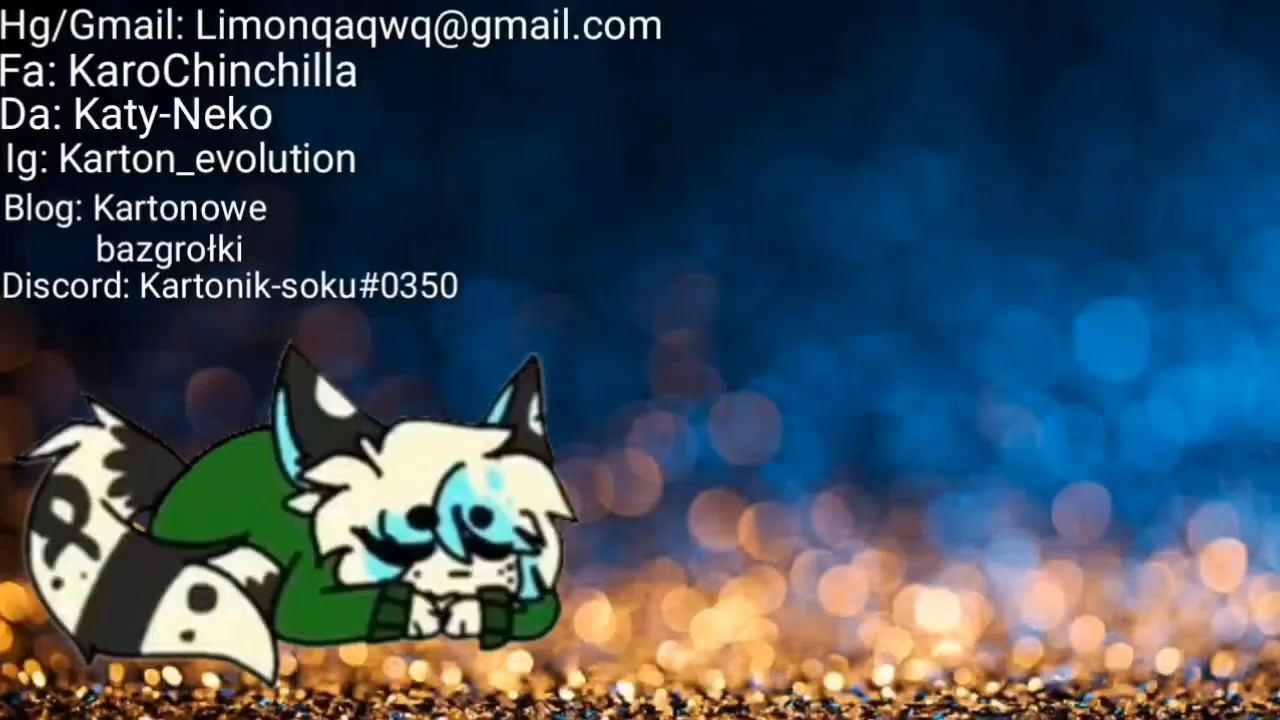 Hg/Gmail: Limonqaqwq@gmail.com
Fa: KaroChinchilla
Da: Katy-Neko
Ig: Karton_evolution
Blog: Kartonowe
bazgrołki
Discord: Kartonik-soku#0350